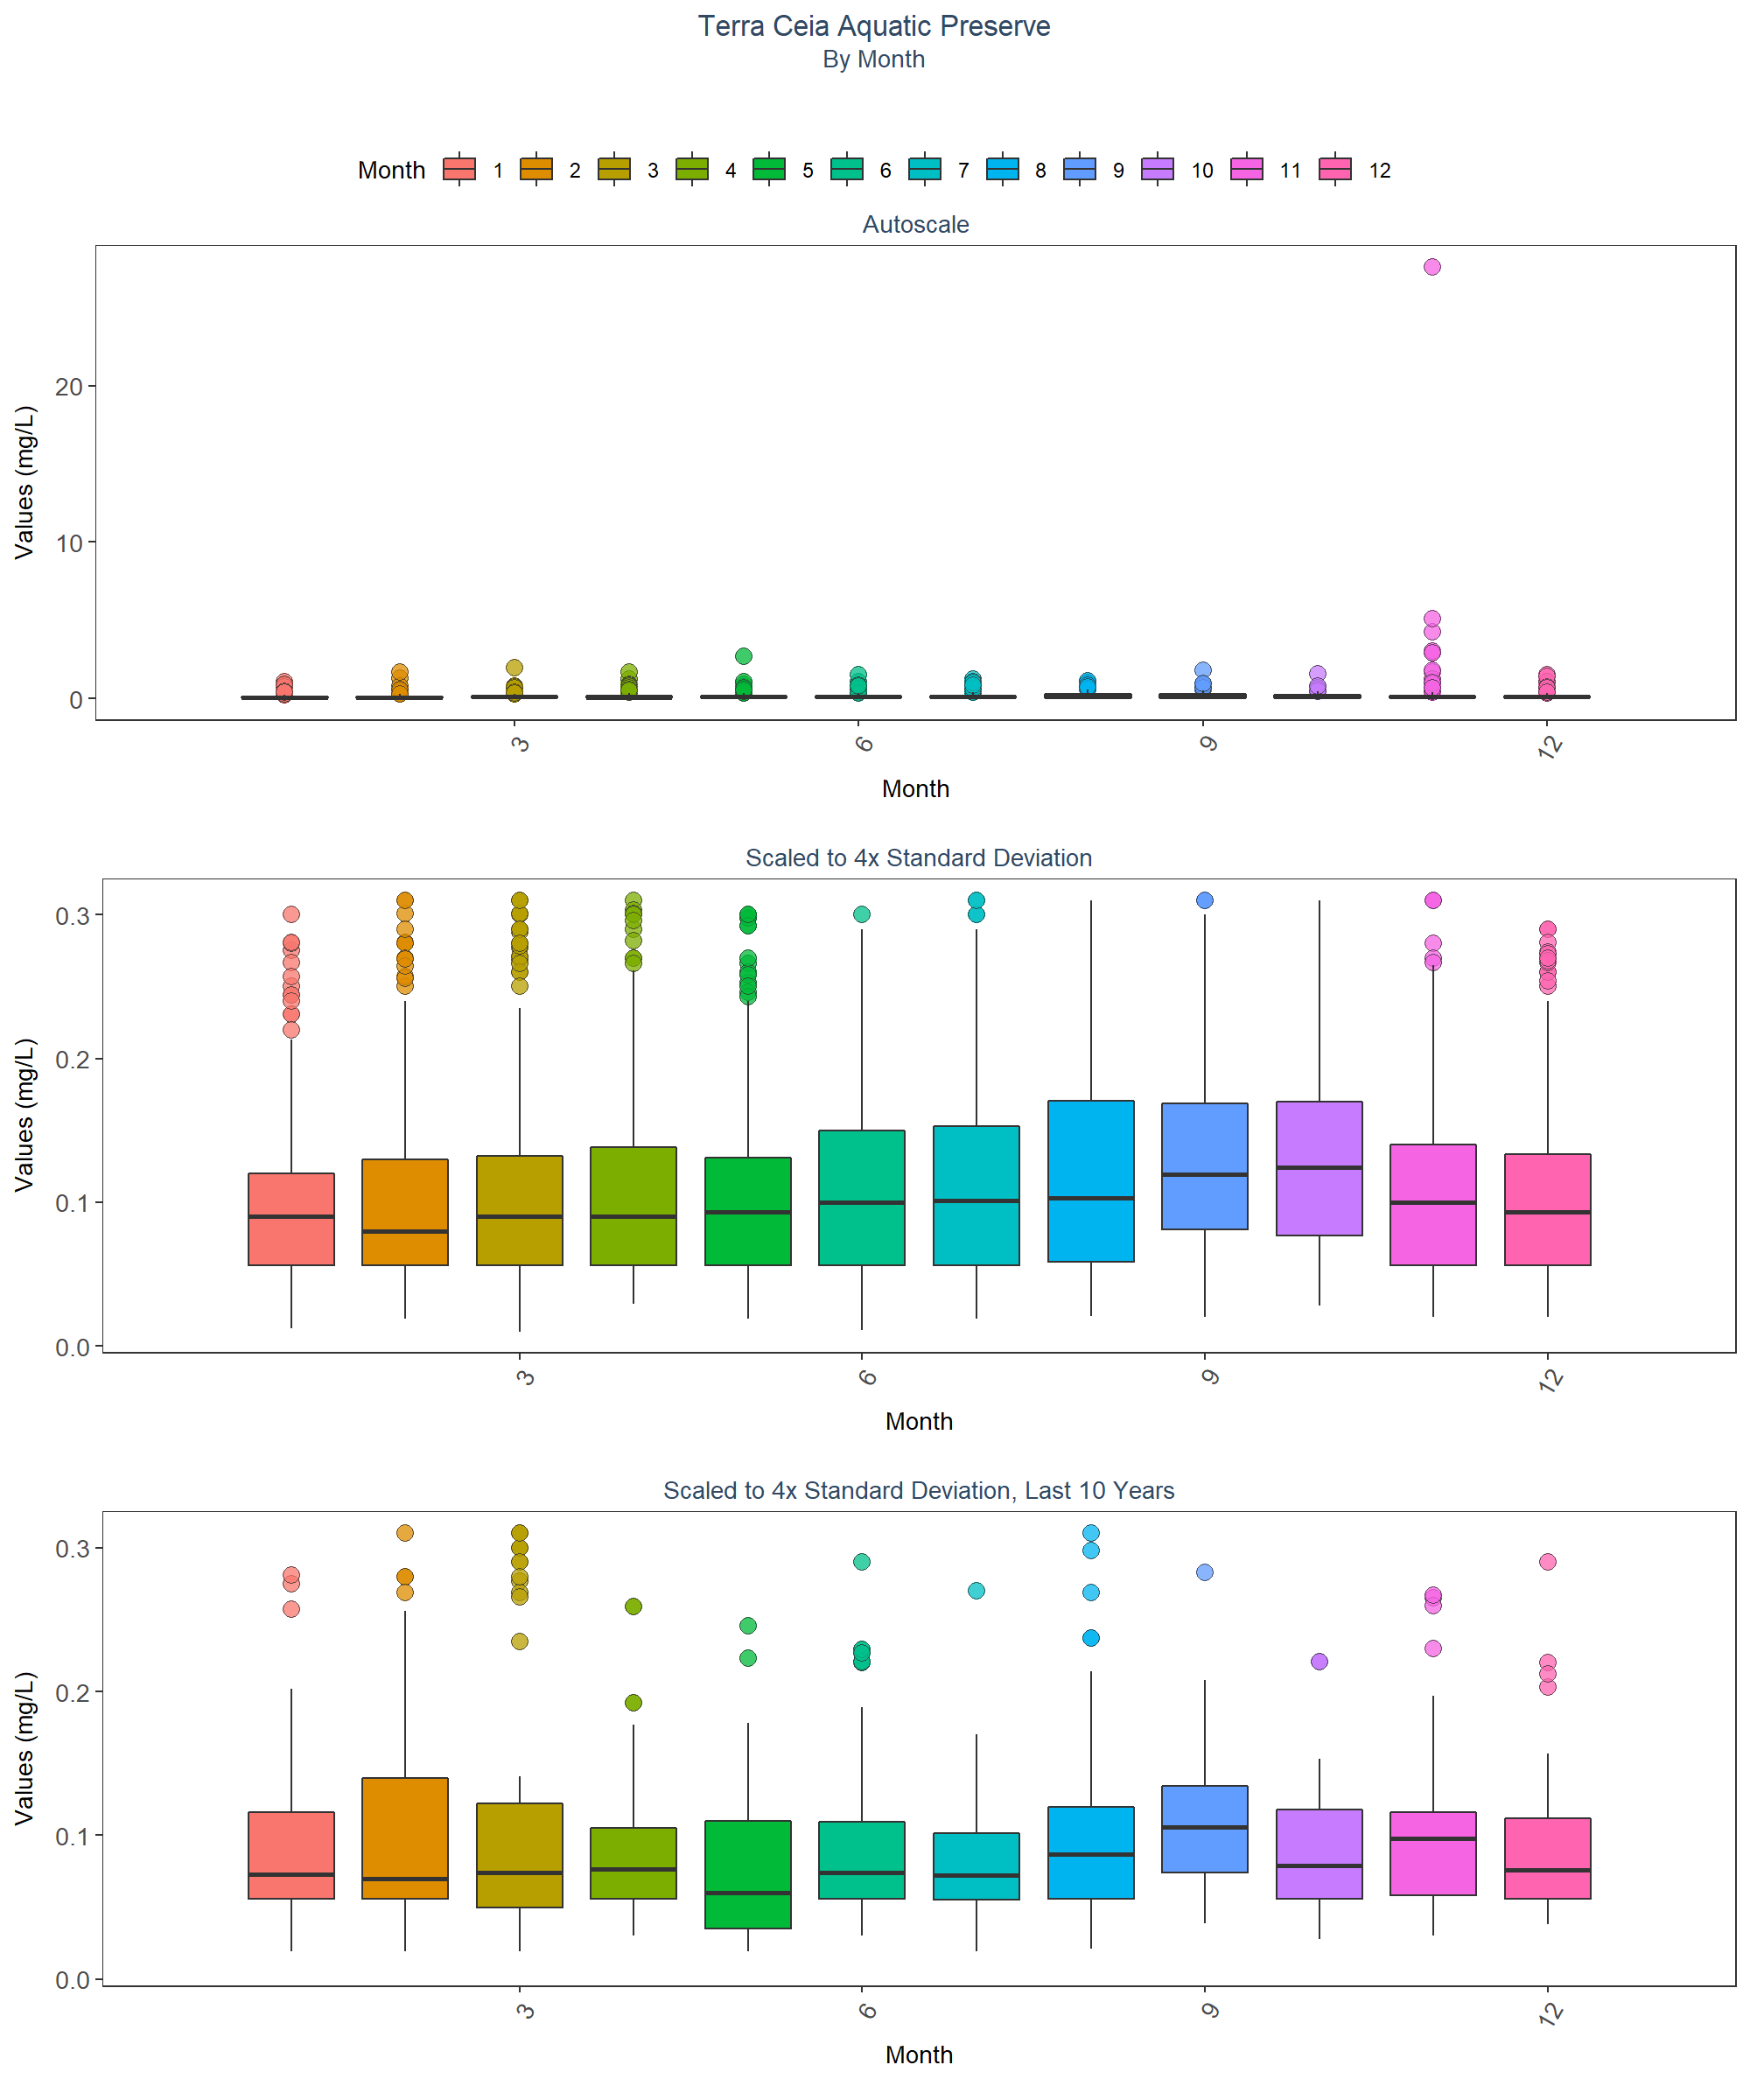 Terra Ceia Aquatic Preserve
By Month
Month 1 2 3 4 5 6 7 8 9 10 11 12
Autoscale
Values (mg/L)
20
10
0
3 6 9 12
Month
Scaled to 4x Standard Deviation
Values (mg/L)
0.3
0.2
0.1
0.0
3 6 9 12
Month
Scaled to 4x Standard Deviation, Last 10 Years
Values (mg/L)
0.3
0.2
0.1
0.0
3 6 9 12
Month